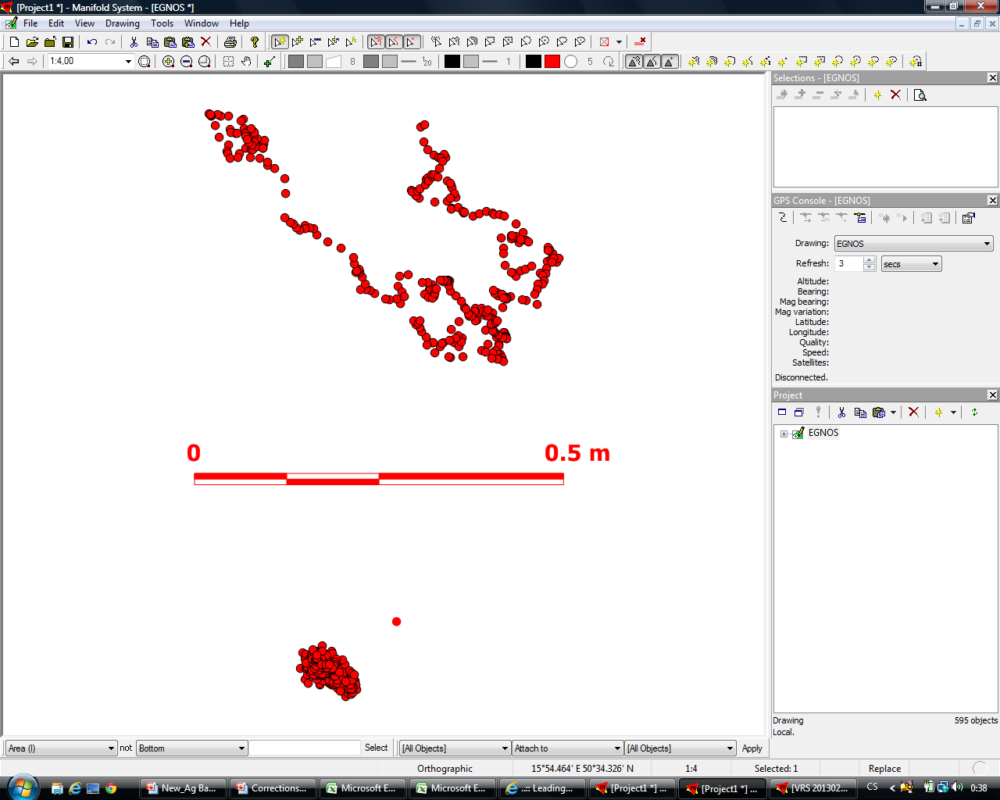 [Project1 *] - Manifold System - [EGNOS *]
File Edit View Drawing Tools Window Help
1:4,00
8
20
1
5
Selections - [EGNOS]
GPS Console - [EGNOS]
Drawing: EGNOS
Refresh: 3 secs
Altitude:
Bearing:
Mag bearing:
Mag variation:
Latitude:
Longitude:
Quality:
Speed:
Satellites:
Disconnected.
Project
EGNOS
0 0.5 m
Drawing 595 objects
Local.
Area (I) not Bottom Select [All Objects] Attach to [All Objects] Apply
Orthographic 15°54.464' E 50°34.326' N 1:4 Selected: 1 Replace
New_Ag Ba... Corrections... Microsoft E... Microsoft E... ..:: Leading... [Project1 *] ... [Project1 *] ... [VRS 201302... CS 0:38